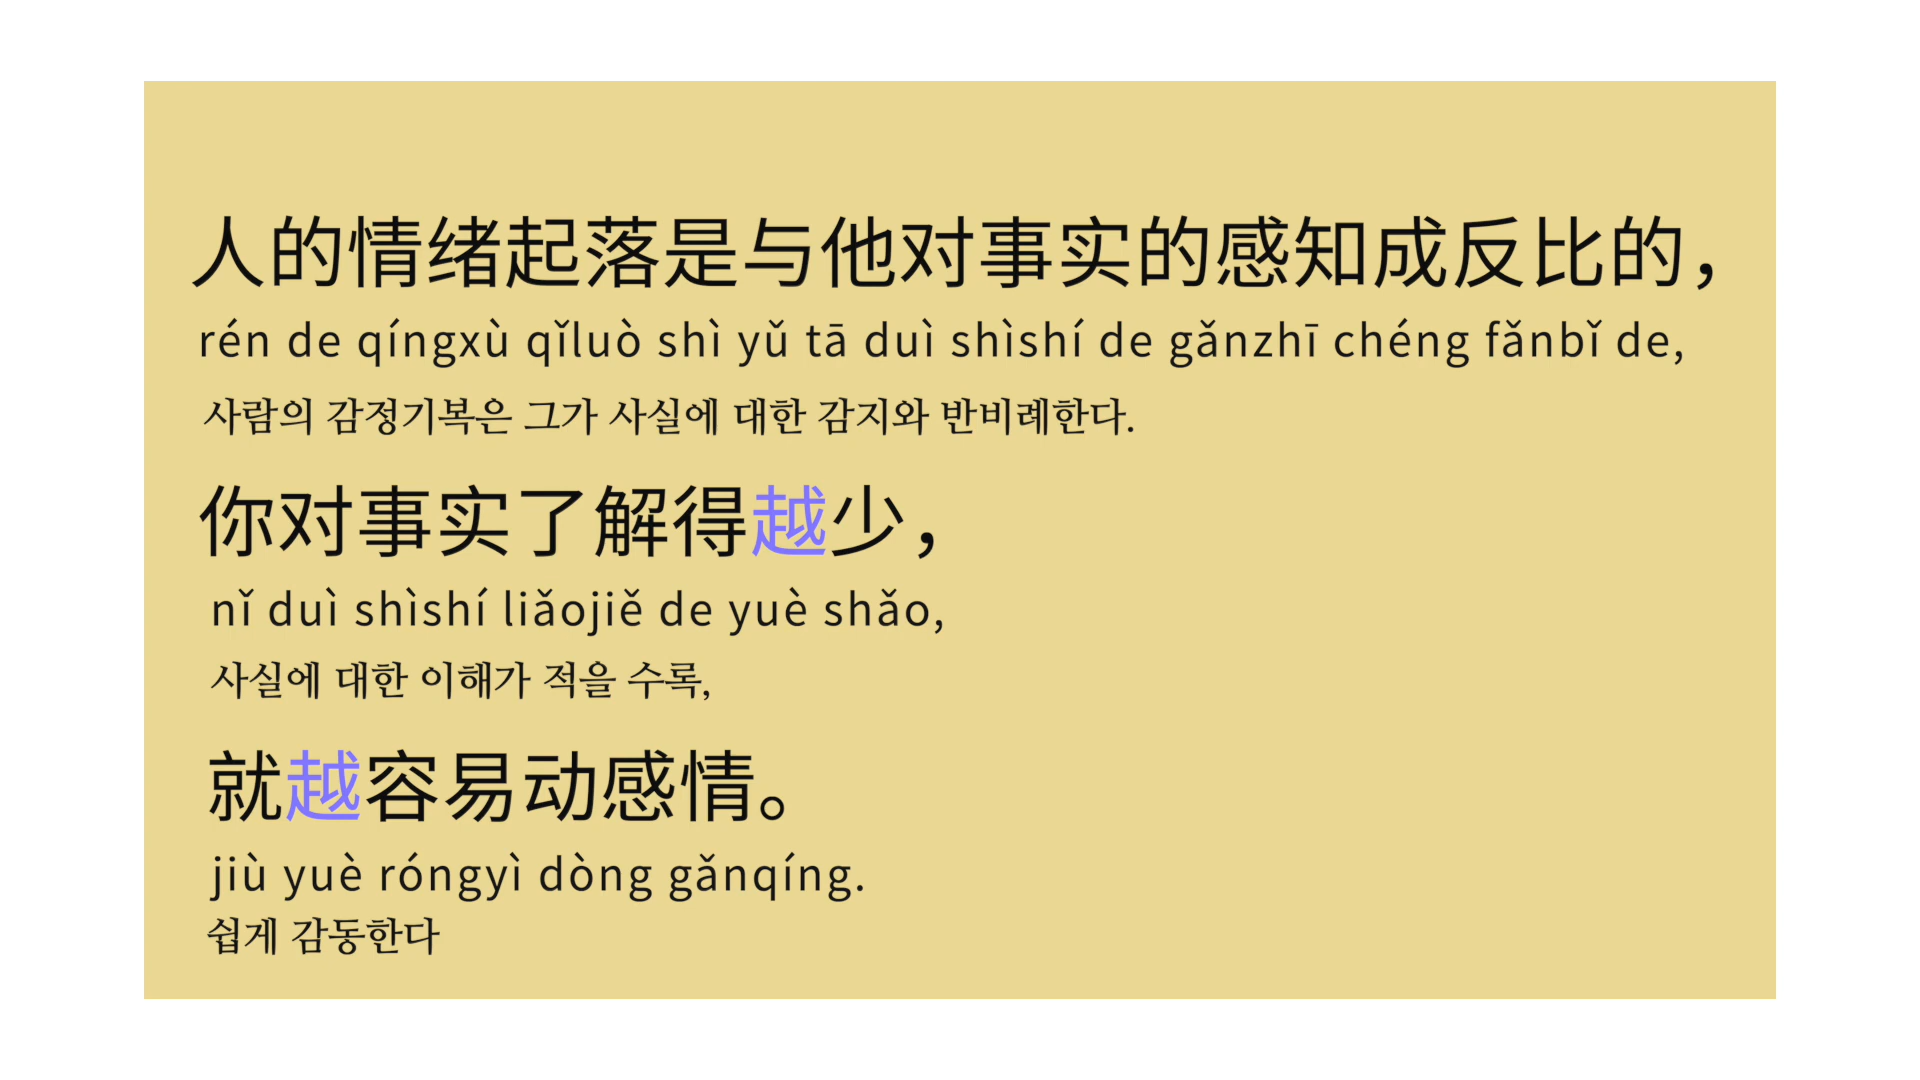 人的情绪起落是与他对事实的感知成反比的，
rén de qíngxù qǐluò shì yǔ tā duì shìshí de gǎnzhī chéng fǎnbǐ de,
사람의 감정기복은 그가 사실에 대한 감지와 반비례한다.
你对事实了解得越少，
nǐ duì shìshí liǎojiě de yuè shǎo,
사실에 대한 이해가 적을 수록,
就越容易动感情。
jiù yuè róngyì dòng gǎnqíng.
쉽게 감동한다